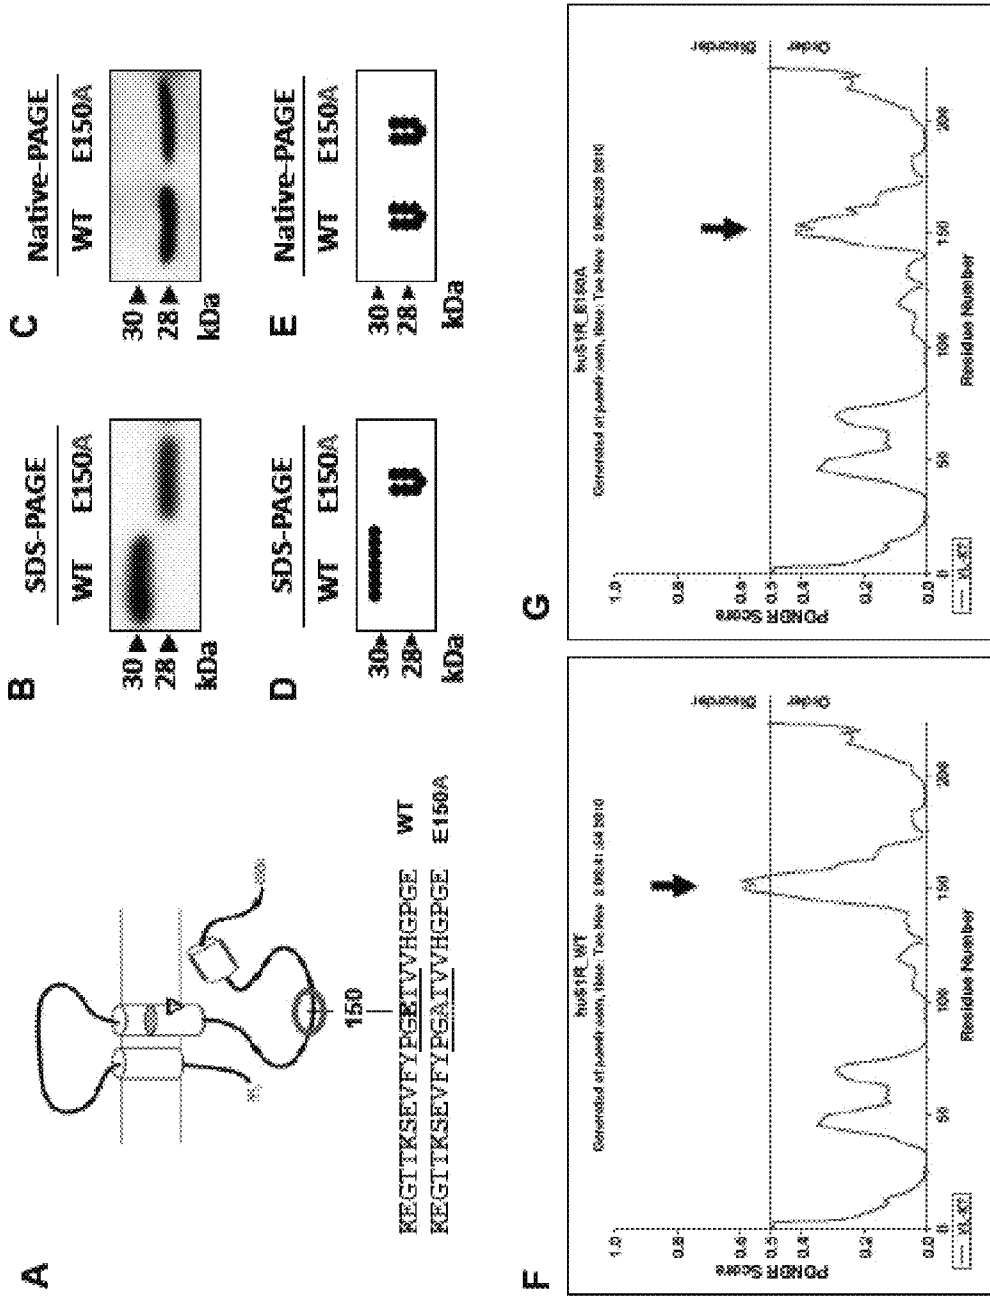 A
150
KEGTTKSEVFYPGETVVHGPGE WT
KEGTTKSEVFYPGATVVHGPGE E150A
B
SDS-PAGE
WT E150A
30
28
kDa
C
Native-PAGE
WT E150A
30
28
kDa
D
SDS-PAGE
WT E150A
30
28
kDa
E
Native-PAGE
WT E150A
30
28
kDa
F
huS1R_WT
PONDR Score
1.0
0.8
0.6
0.5
0.4
0.2
0.0
Disorder
Order
0 50 100 150 200
Residue Number
G
huS1R_E150A
PONDR Score
1.0
0.8
0.6
0.5
0.4
0.2
0.0
Disorder
Order
0 50 100 150 200
Residue Number